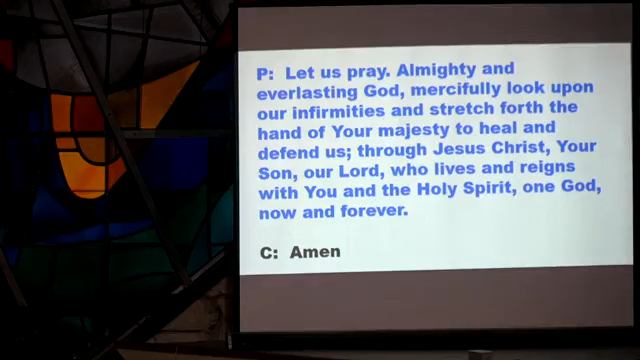 P: Let us pray. Almighty and
everlasting God, mercifully look upon
our infirmities and stretch forth the
hand of Your majesty to heal and
defend us; through Jesus Christ, Your
Son, our Lord, who lives and reigns
with You and the Holy Spirit, one God,
now and forever.
C: Amen